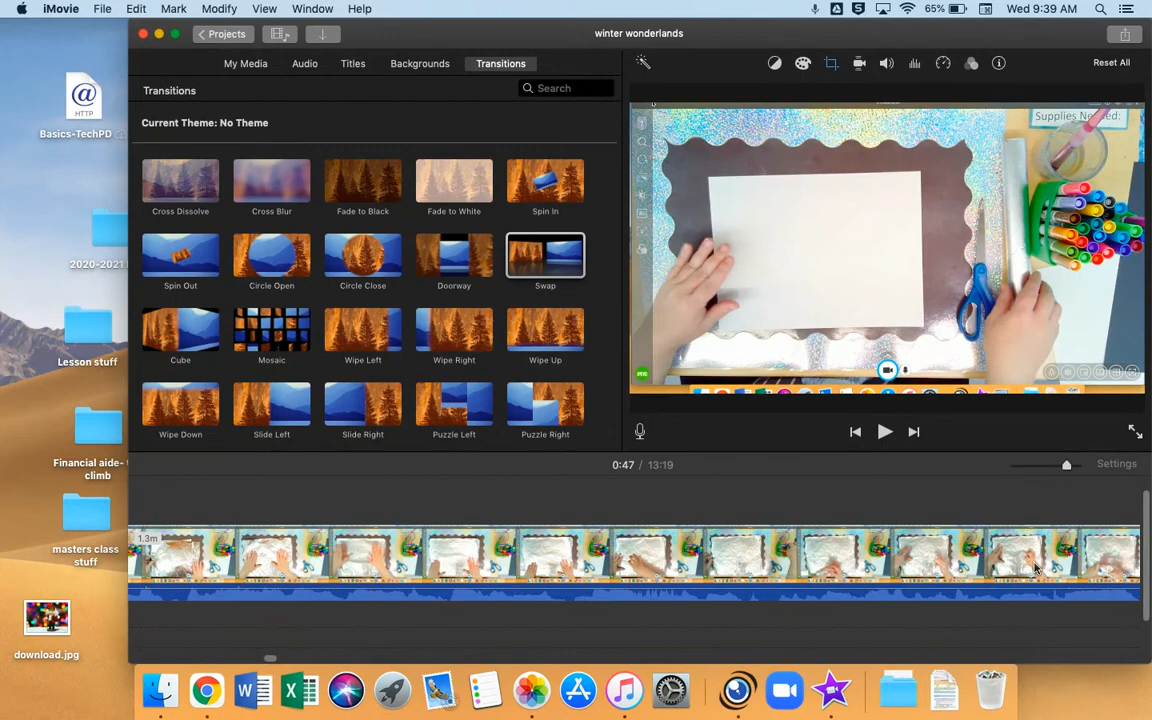 iMovie File Edit Mark Modify View Window Help 65% Wed 9:39 AM
Projects winter wonderlands
My Media Audio Titles Backgrounds Transitions
Transitions Search
Reset All
Current Theme: No Theme
Cross Dissolve Cross Blur Fade to Black Fade to White Spin In
Spin Out Circle Open Circle Close Doorway Swap
Cube Mosaic Wipe Left Wipe Right Wipe Up
Wipe Down Slide Left Slide Right Puzzle Left Puzzle Right
Supplies Needed:
0:47 / 13:19 Settings
1.3m
@
HTTP
Basics-TechPD
2020-2021
Lesson stuff
Financial aide-
climb
masters class
stuff
download.jpg